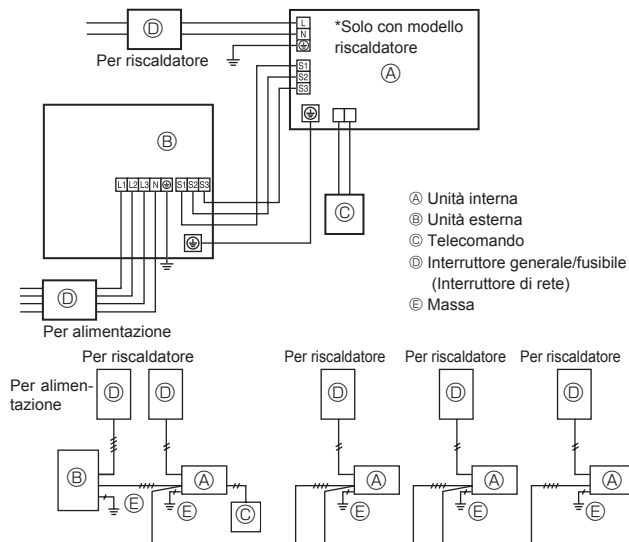 Ⓓ
Per riscaldatore
L
N
*Solo con modello
riscaldatore
Ⓐ
S1
S2
S3
Ⓑ
L1 L2 L3 N S1 S2 S3
Ⓒ
Ⓓ
Per alimentazione
Ⓐ Unità interna
Ⓑ Unità esterna
Ⓒ Telecomando
Ⓓ Interruttore generale/fusibile
(Interruttore di rete)
Ⓔ Massa
Per riscaldatore
Per riscaldatore
Per riscaldatore
Per riscaldatore
Per alimen-
tazione
Ⓓ Ⓓ Ⓓ Ⓓ Ⓓ
Ⓑ Ⓐ Ⓐ Ⓐ Ⓐ
Ⓔ Ⓔ Ⓒ Ⓔ Ⓔ Ⓔ